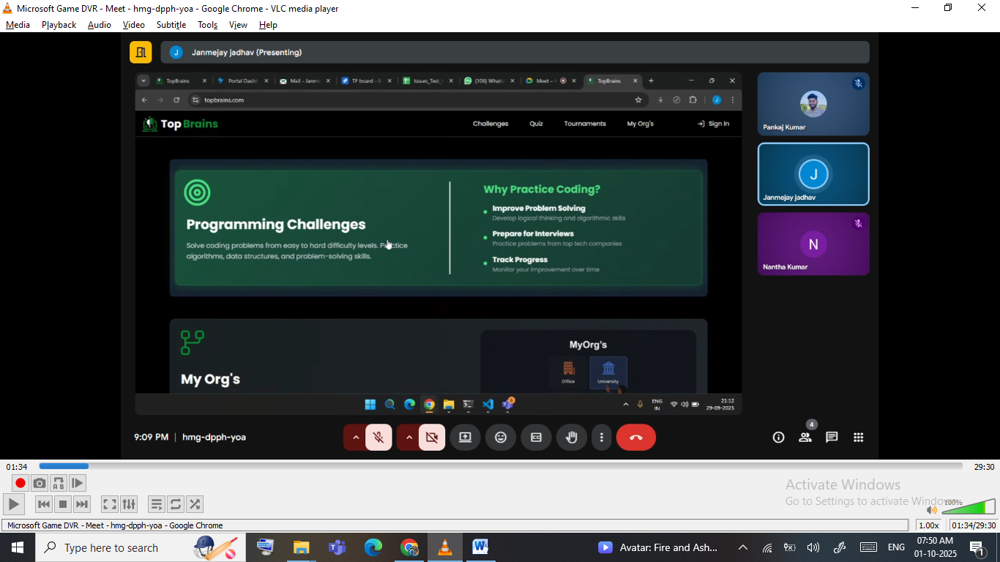 Microsoft Game DVR - Meet - hmg-dpph-yoa - Google Chrome - VLC media player
Media Playback Audio Video Subtitle Tools View Help
J Janmejay jadhav (Presenting)
TopBrains
Mail - Janme
TF board -
Issues_Test_
(106) Whats
Meet -
TopBrains
topbrains.com
Top Brains
Challenges Quiz Tournaments My Org's Sign In
Programming Challenges
Solve coding problems from easy to hard difficulty levels. Practice
algorithms, data structures, and problem-solving skills.
Why Practice Coding?
Improve Problem Solving
Develop logical thinking and algorithmic skills
Prepare for Interviews
Practice problems from top tech companies
Track Progress
Monitor your improvement over time
My Org's
MyOrg's
Office University
ENG
IN
21:12
29-09-2025
Pankaj Kumar
J
Janmejay jadhav
N
Nantha Kumar
9:09 PM | hmg-dpph-yoa
4
01:34 29:30
Activate Windows
Go to Settings to activate Windows.
100%
Microsoft Game DVR - Meet - hmg-dpph-yoa - Google Chrome
1.00x 01:34/29:30
Type here to search
Avatar: Fire and Ash...
ENG
07:50 AM
01-10-2025
1